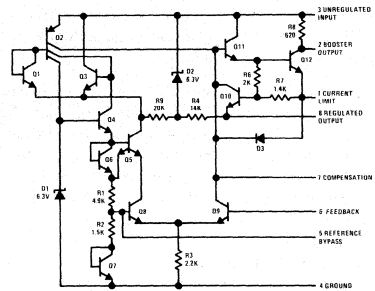 3 UNREGULATED
INPUT
R8
620
Q2
Q11
2 BOOSTER
OUTPUT
Q12
Q1
Q3
D2
6.3V
R6
2K
R7
1.4K
Q10
1 CURRENT
LIMIT
R9
20K
R4
14K
8 REGULATED
OUTPUT
Q4
Q5
D3
Q6
D1
6.3V
7 COMPENSATION
R1
4.9K
Q8
D9
6 FEEDBACK
R2
1.5K
5 REFERENCE
BYPASS
R3
2.2K
Q7
4 GROUND